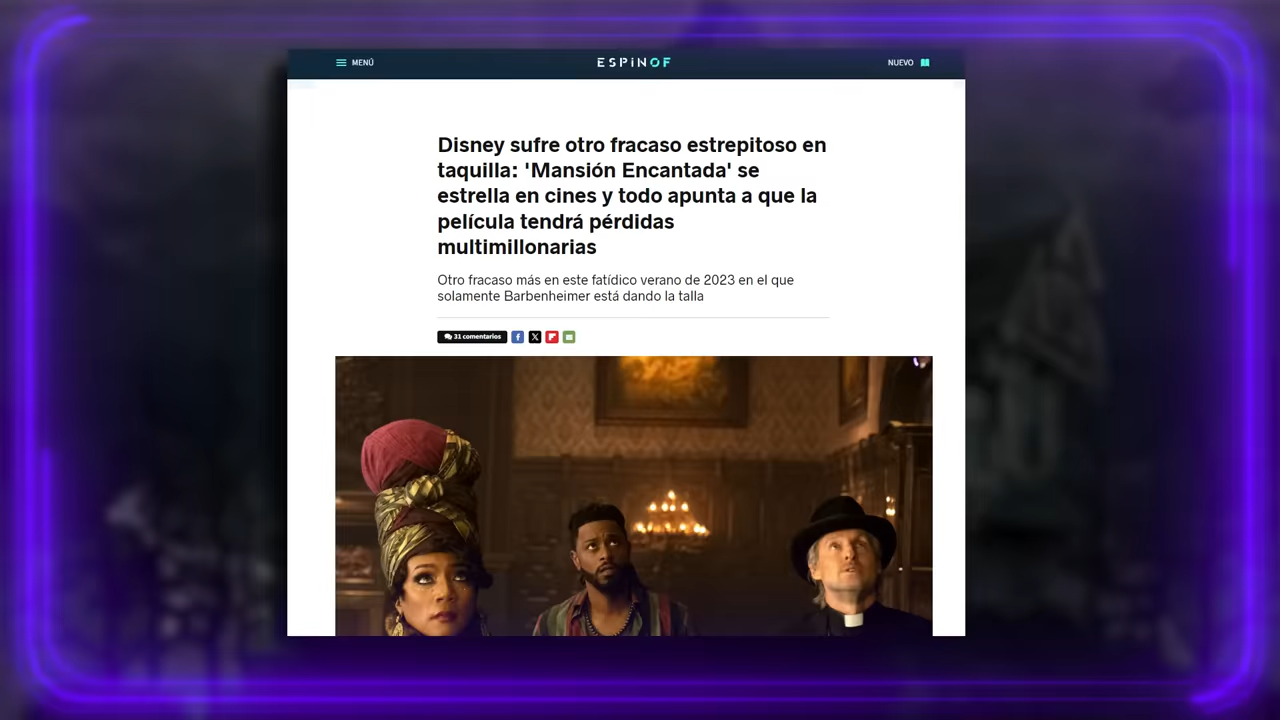 MENÚ
ESPINOF
NUEVO
Disney sufre otro fracaso estrepitoso en
taquilla: 'Mansión Encantada' se
estrella en cines y todo apunta a que la
película tendrá pérdidas
multimillonarias
Otro fracaso más en este fatídico verano de 2023 en el que
solamente Barbenheimer está dando la talla
31 comentarios